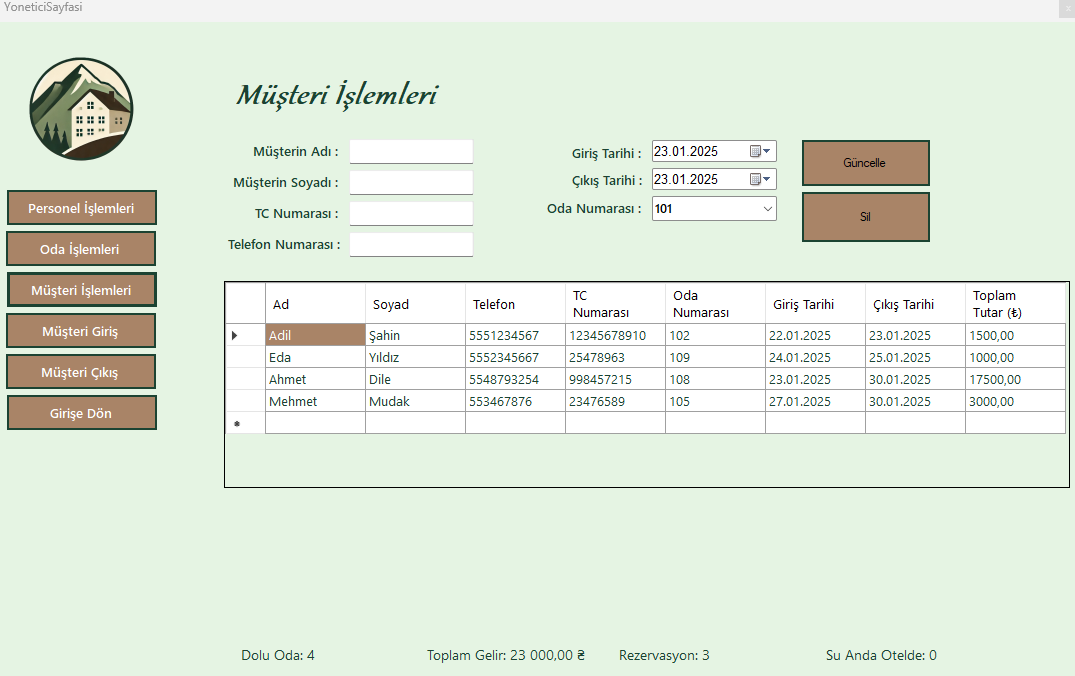 YoneticiSayfasi
Müşteri İşlemleri
Müşterin Adı :
Müşterin Soyadı :
TC Numarası :
Telefon Numarası :
Giriş Tarihi : 23.01.2025
Çıkış Tarihi : 23.01.2025
Oda Numarası : 101
Güncelle
Sil
Personel İşlemleri
Oda İşlemleri
Müşteri İşlemleri
Müşteri Giriş
Müşteri Çıkış
Girişe Dön
Ad Soyad Telefon TC Numarası Oda Numarası Giriş Tarihi Çıkış Tarihi Toplam Tutar (₺)
Adil Şahin 5551234567 12345678910 102 22.01.2025 23.01.2025 1500,00
Eda Yıldız 5552345667 25478963 109 24.01.2025 25.01.2025 1000,00
Ahmet Dile 5548793254 998457215 108 23.01.2025 30.01.2025 17500,00
Mehmet Mudak 553467876 23476589 105 27.01.2025 30.01.2025 3000,00
Dolu Oda: 4 Toplam Gelir: 23 000,00 ₴ Rezervasyon: 3 Su Anda Otelde: 0